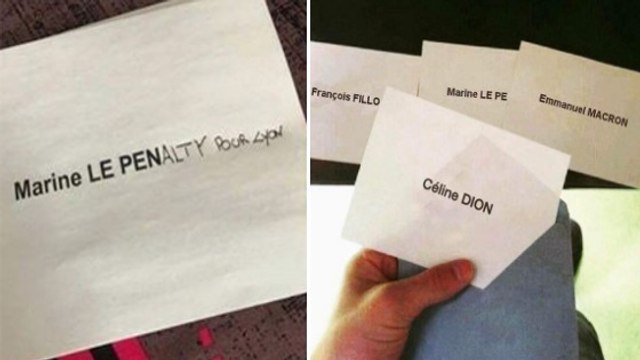 Marine LE PENALTY POUR LYON
François FILLO
Marine LE PE
Emmanuel MACRON
Céline DION